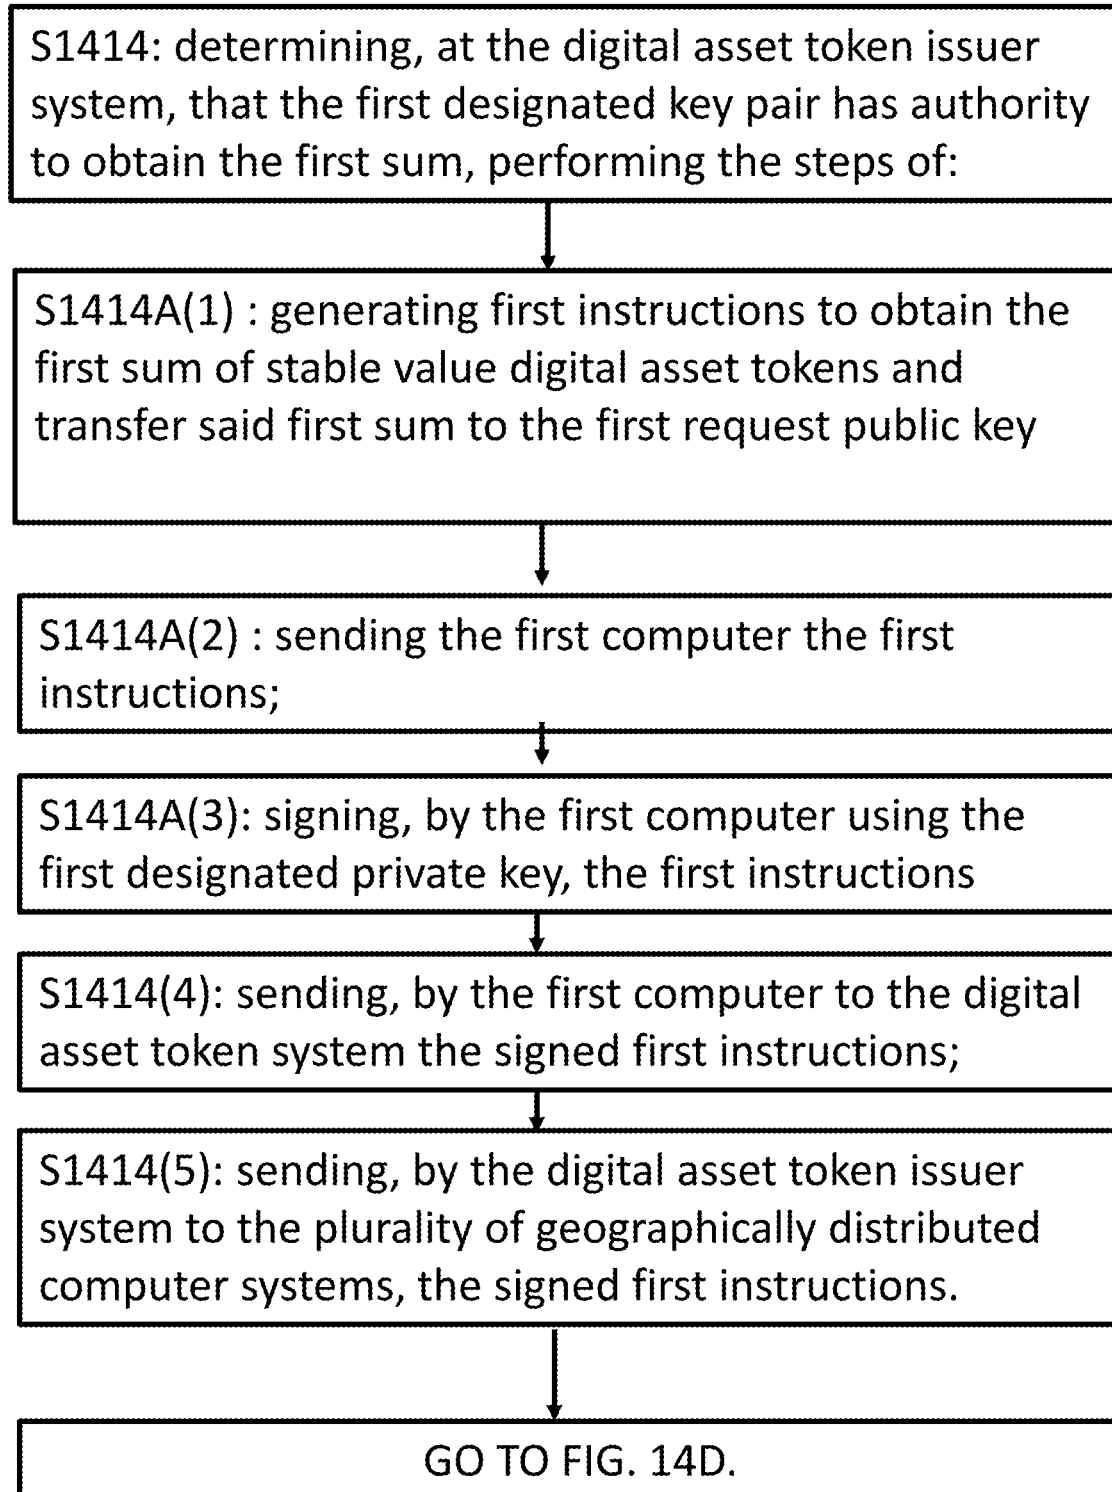 S1414: determining, at the digital asset token issuer
system, that the first designated key pair has authority
to obtain the first sum, performing the steps of:
S1414A(1) : generating first instructions to obtain the
first sum of stable value digital asset tokens and
transfer said first sum to the first request public key
S1414A(2) : sending the first computer the first
instructions;
S1414A(3): signing, by the first computer using the
first designated private key, the first instructions
S1414(4): sending, by the first computer to the digital
asset token system the signed first instructions;
S1414(5): sending, by the digital asset token issuer
system to the plurality of geographically distributed
computer systems, the signed first instructions.
GO TO FIG. 14D.